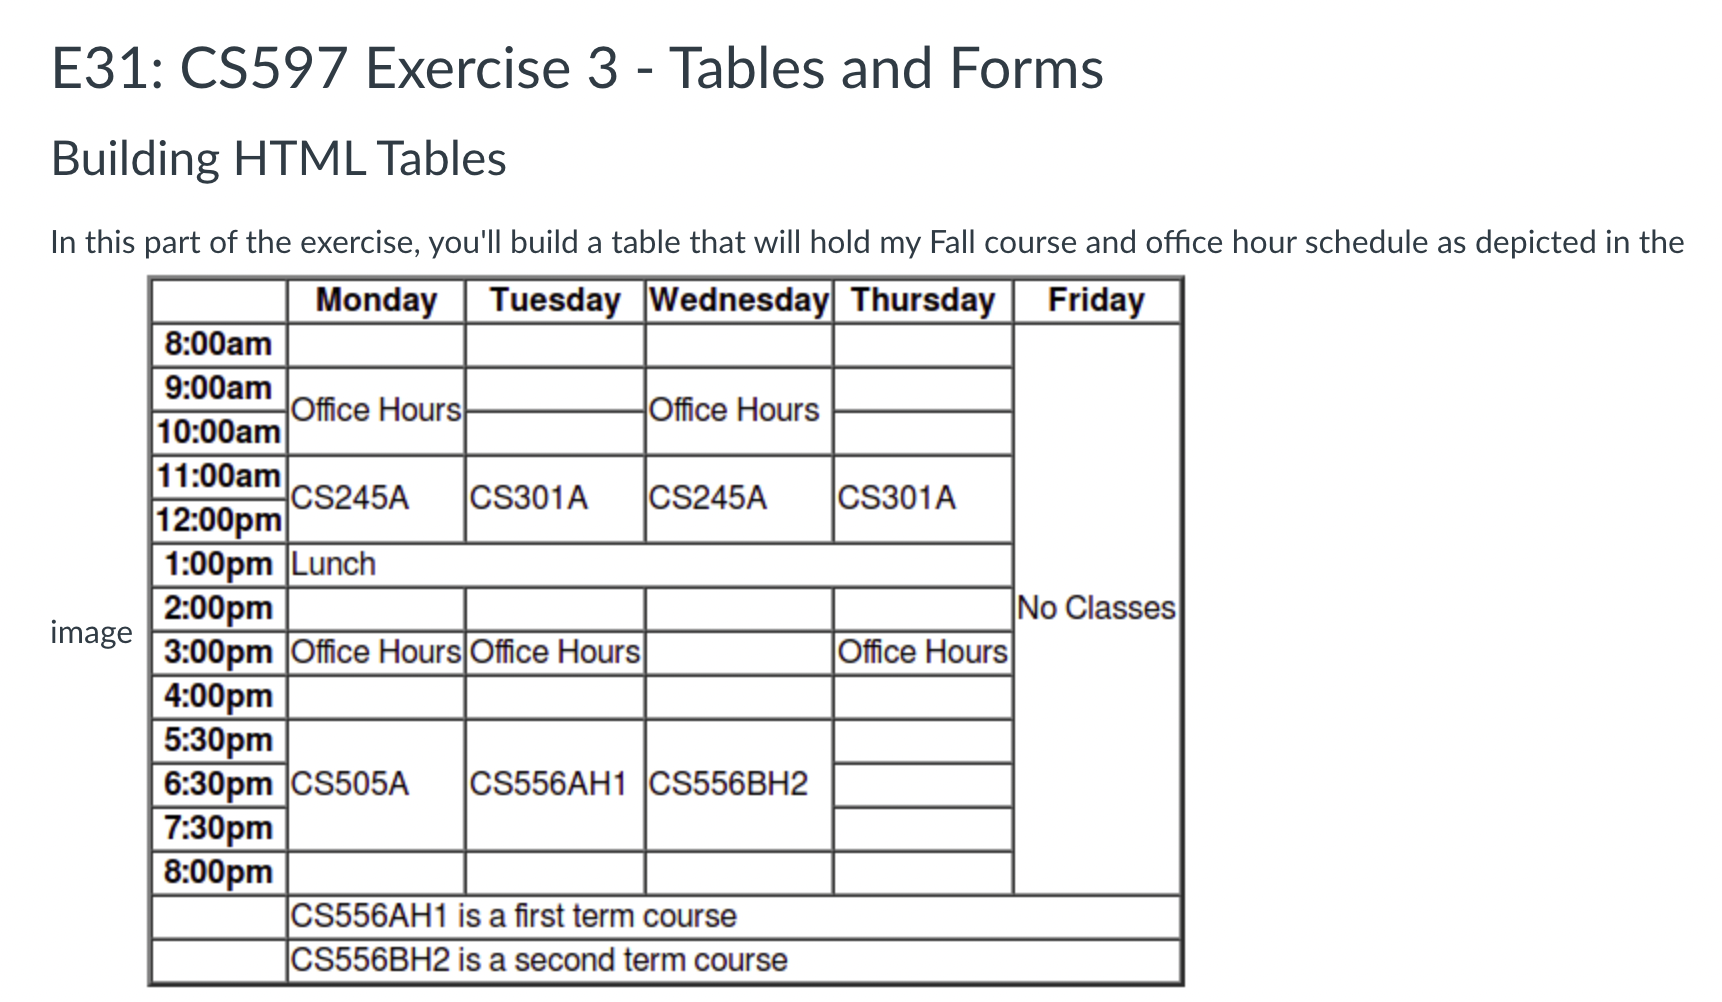 E31: CS597 Exercise 3 - Tables and Forms
Building HTML Tables
In this part of the exercise, you'll build a table that will hold my Fall course and office hour schedule as depicted in the
image
Monday Tuesday Wednesday Thursday Friday
8:00am
9:00am
Office Hours Office Hours
10:00am
11:00am
CS245A CS301A CS245A CS301A
12:00pm
1:00pm Lunch
2:00pm No Classes
3:00pm Office Hours Office Hours Office Hours
4:00pm
5:30pm
6:30pm CS505A CS556AH1 CS556BH2
7:30pm
8:00pm
CS556AH1 is a first term course
CS556BH2 is a second term course